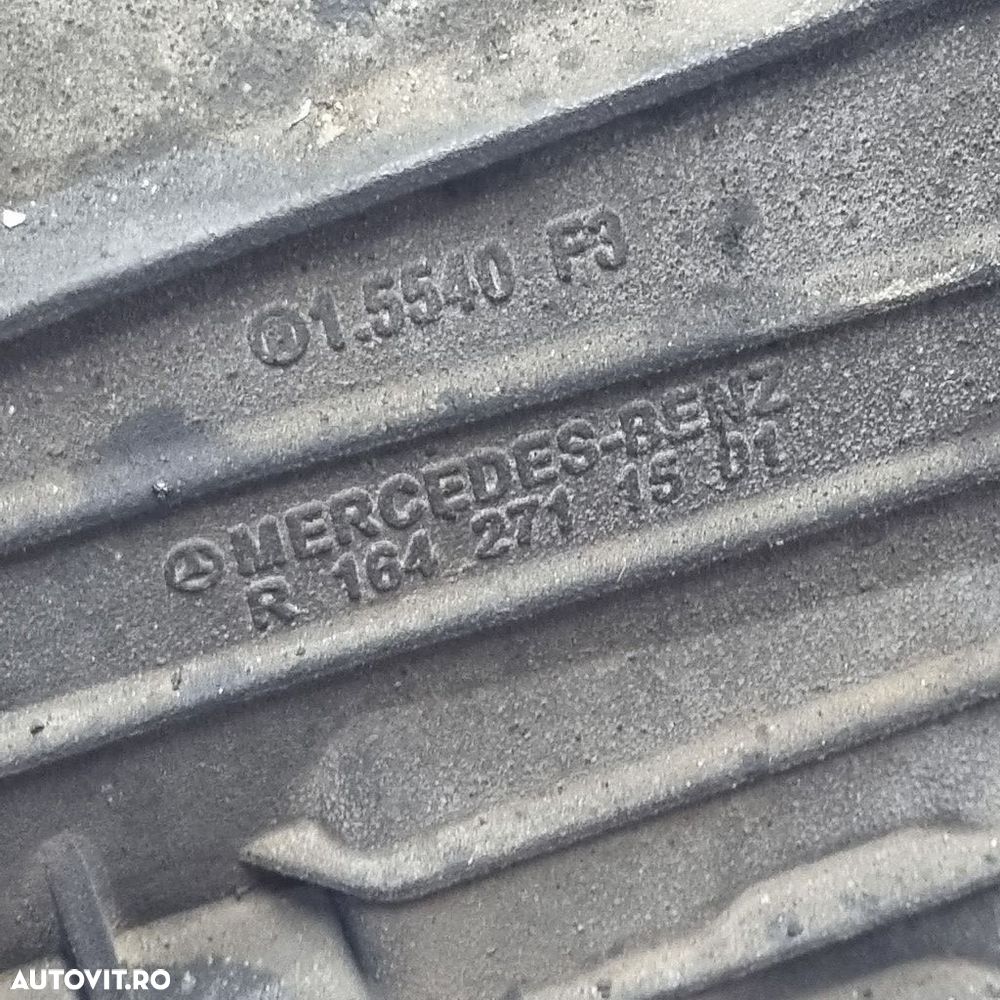 1.5540 F3
MERCEDES-BENZ
R 164 271 15 01
AUTOVIT.RO